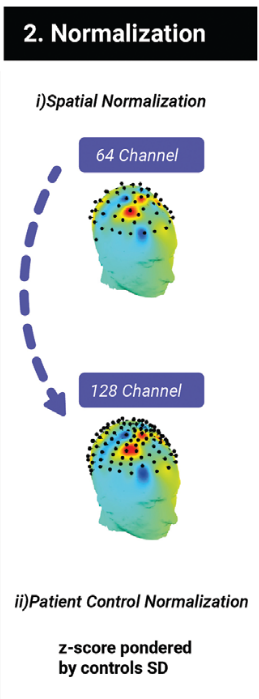 2. Normalization
i)Spatial Normalization
64 Channel
128 Channel
ii)Patient Control Normalization
z-score pondered
by controls SD